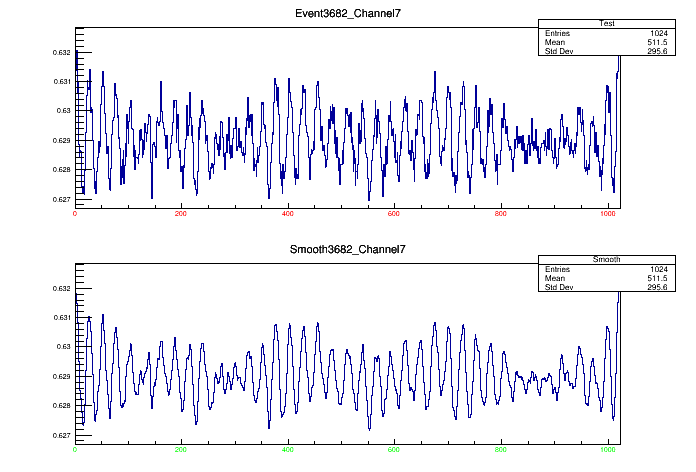 Event3682_Channel7
Test
Entries 1024
Mean 511.5
Std Dev 295.6
0.632
0.631
0.63
0.629
0.628
0.627
0 200 400 600 800 1000
Smooth3682_Channel7
Smooth
Entries 1024
Mean 511.5
Std Dev 295.6
0.632
0.631
0.63
0.629
0.628
0.627
0 200 400 600 800 1000